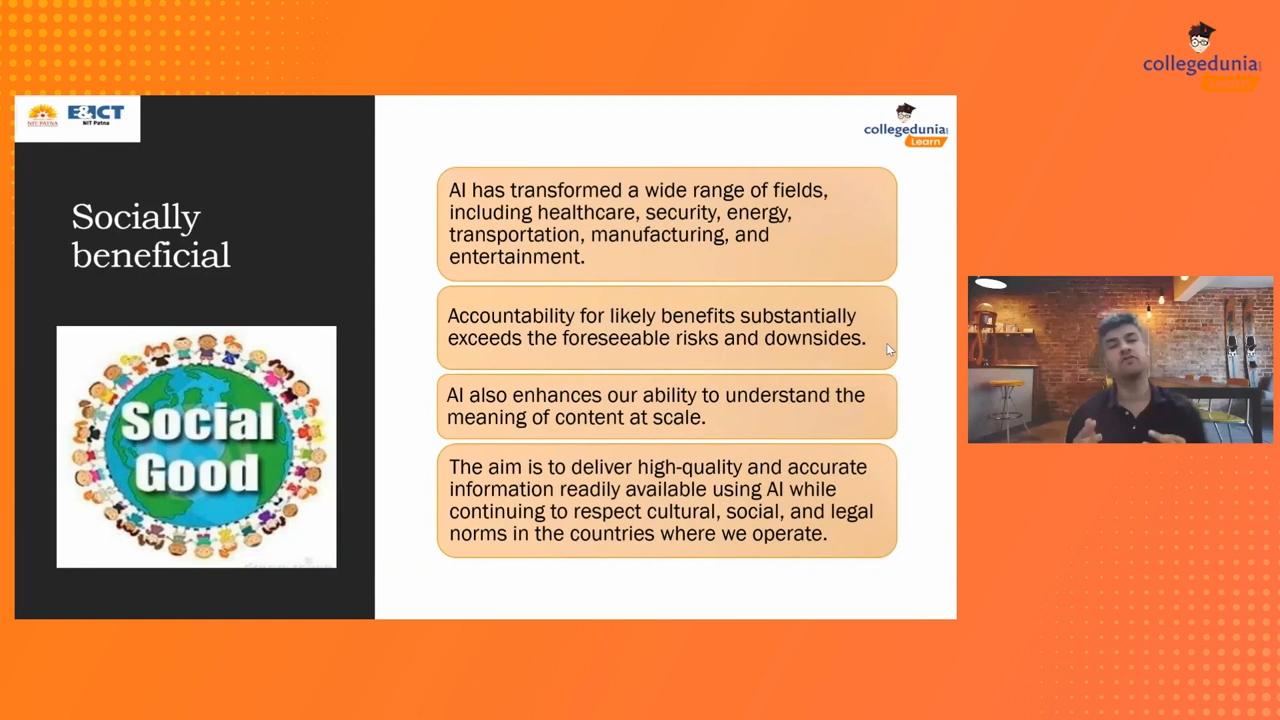 collegedunia
Learn
NIT PATNA
E&ICT
NIT Patna
collegedunia
Learn
Socially
beneficial
Social
Good
AI has transformed a wide range of fields,
including healthcare, security, energy,
transportation, manufacturing, and
entertainment.
Accountability for likely benefits substantially
exceeds the foreseeable risks and downsides.
AI also enhances our ability to understand the
meaning of content at scale.
The aim is to deliver high-quality and accurate
information readily available using AI while
continuing to respect cultural, social, and legal
norms in the countries where we operate.